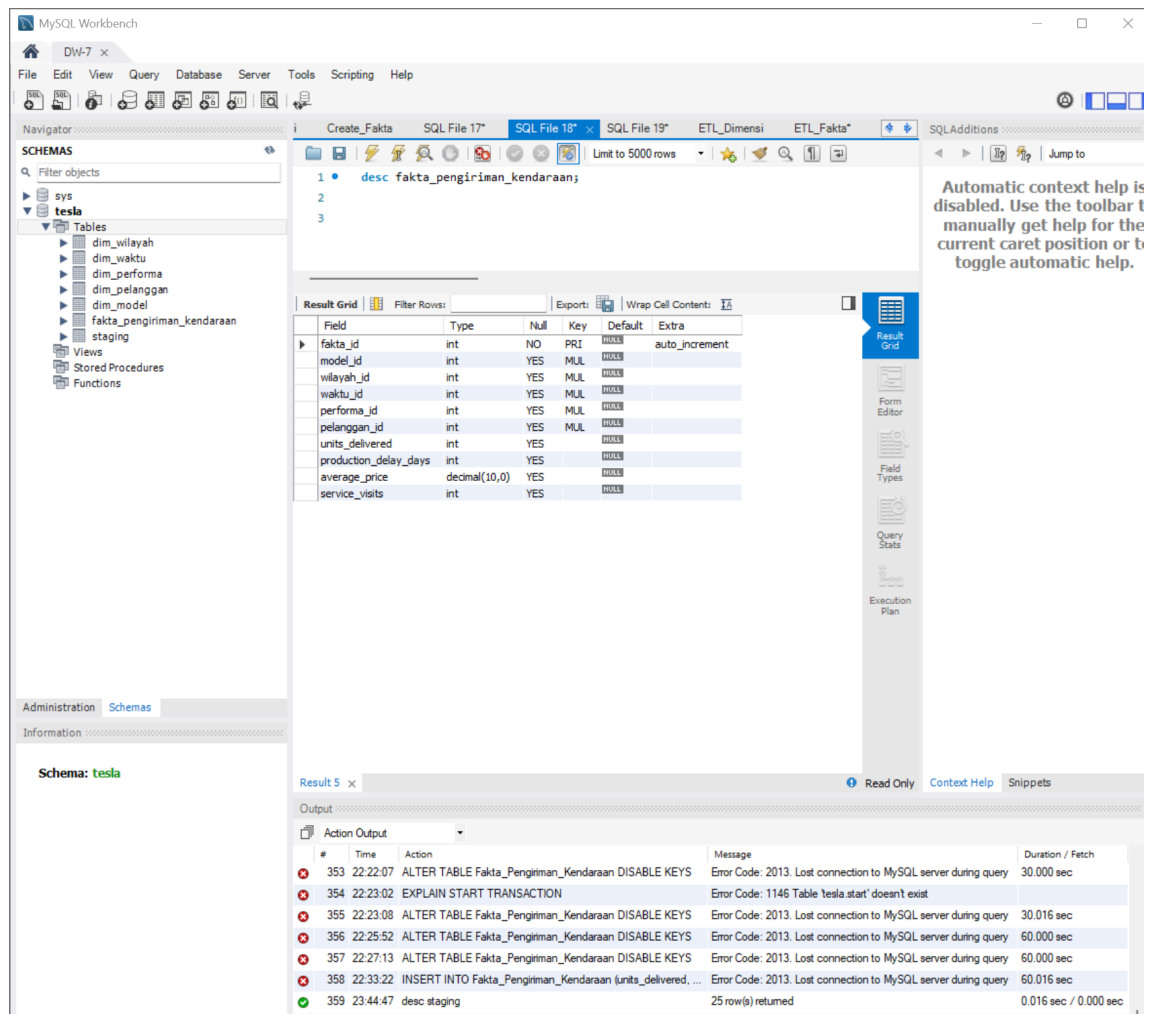 MySQL Workbench
DW-7
File Edit View Query Database Server Tools Scripting Help
Navigator
SCHEMAS
Filter objects
sys
tesla
Tables
dim_wilayah
dim_waktu
dim_performa
dim_pelanggan
dim_model
fakta_pengiriman_kendaraan
staging
Views
Stored Procedures
Functions
Administration Schemas
Information
Schema: tesla
i Create_Fakta SQL File 17* SQL File 18* SQL File 19* ETL_Dimensi ETL_Fakta*
Limit to 5000 rows
1 desc fakta_pengiriman_kendaraan;
2
3
Result Grid Filter Rows: Export: Wrap Cell Content:
Field Type Null Key Default Extra
fakta_id int NO PRI NULL auto_increment
model_id int YES MUL NULL
wilayah_id int YES MUL NULL
waktu_id int YES MUL NULL
performa_id int YES MUL NULL
pelanggan_id int YES MUL NULL
units_delivered int YES NULL
production_delay_days int YES NULL
average_price decimal(10,0) YES NULL
service_visits int YES NULL
Result
Grid
Form
Editor
Field
Types
Query
Stats
Execution
Plan
Result 5 Read Only
SQLAdditions
Jump to
Automatic context help is
disabled. Use the toolbar t
manually get help for the
current caret position or to
toggle automatic help.
Context Help Snippets
Output
Action Output
# Time Action Message Duration / Fetch
353 22:22:07 ALTER TABLE Fakta_Pengiriman_Kendaraan DISABLE KEYS Error Code: 2013. Lost connection to MySQL server during query 30.000 sec
354 22:23:02 EXPLAIN START TRANSACTION Error Code: 1146 Table 'tesla.start' doesn't exist
355 22:23:08 ALTER TABLE Fakta_Pengiriman_Kendaraan DISABLE KEYS Error Code: 2013. Lost connection to MySQL server during query 30.016 sec
356 22:25:52 ALTER TABLE Fakta_Pengiriman_Kendaraan DISABLE KEYS Error Code: 2013. Lost connection to MySQL server during query 60.000 sec
357 22:27:13 ALTER TABLE Fakta_Pengiriman_Kendaraan DISABLE KEYS Error Code: 2013. Lost connection to MySQL server during query 60.000 sec
358 22:33:22 INSERT INTO Fakta_Pengiriman_Kendaraan (units_delivered, ... Error Code: 2013. Lost connection to MySQL server during query 60.016 sec
359 23:44:47 desc staging 25 row(s) returned 0.016 sec / 0.000 sec